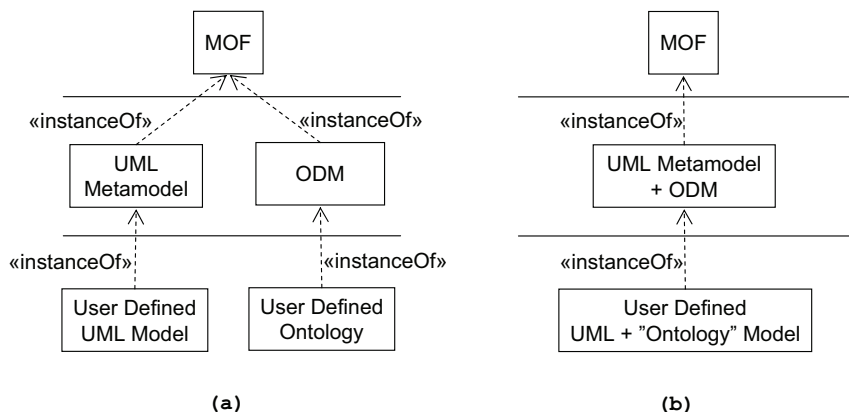 MOF
«instanceOf»
«instanceOf»
UML
Metamodel
ODM
«instanceOf»
«instanceOf»
User Defined
UML Model
User Defined
Ontology
(a)
MOF
«instanceOf»
UML Metamodel
+ ODM
«instanceOf»
User Defined
UML + ”Ontology” Model
(b)